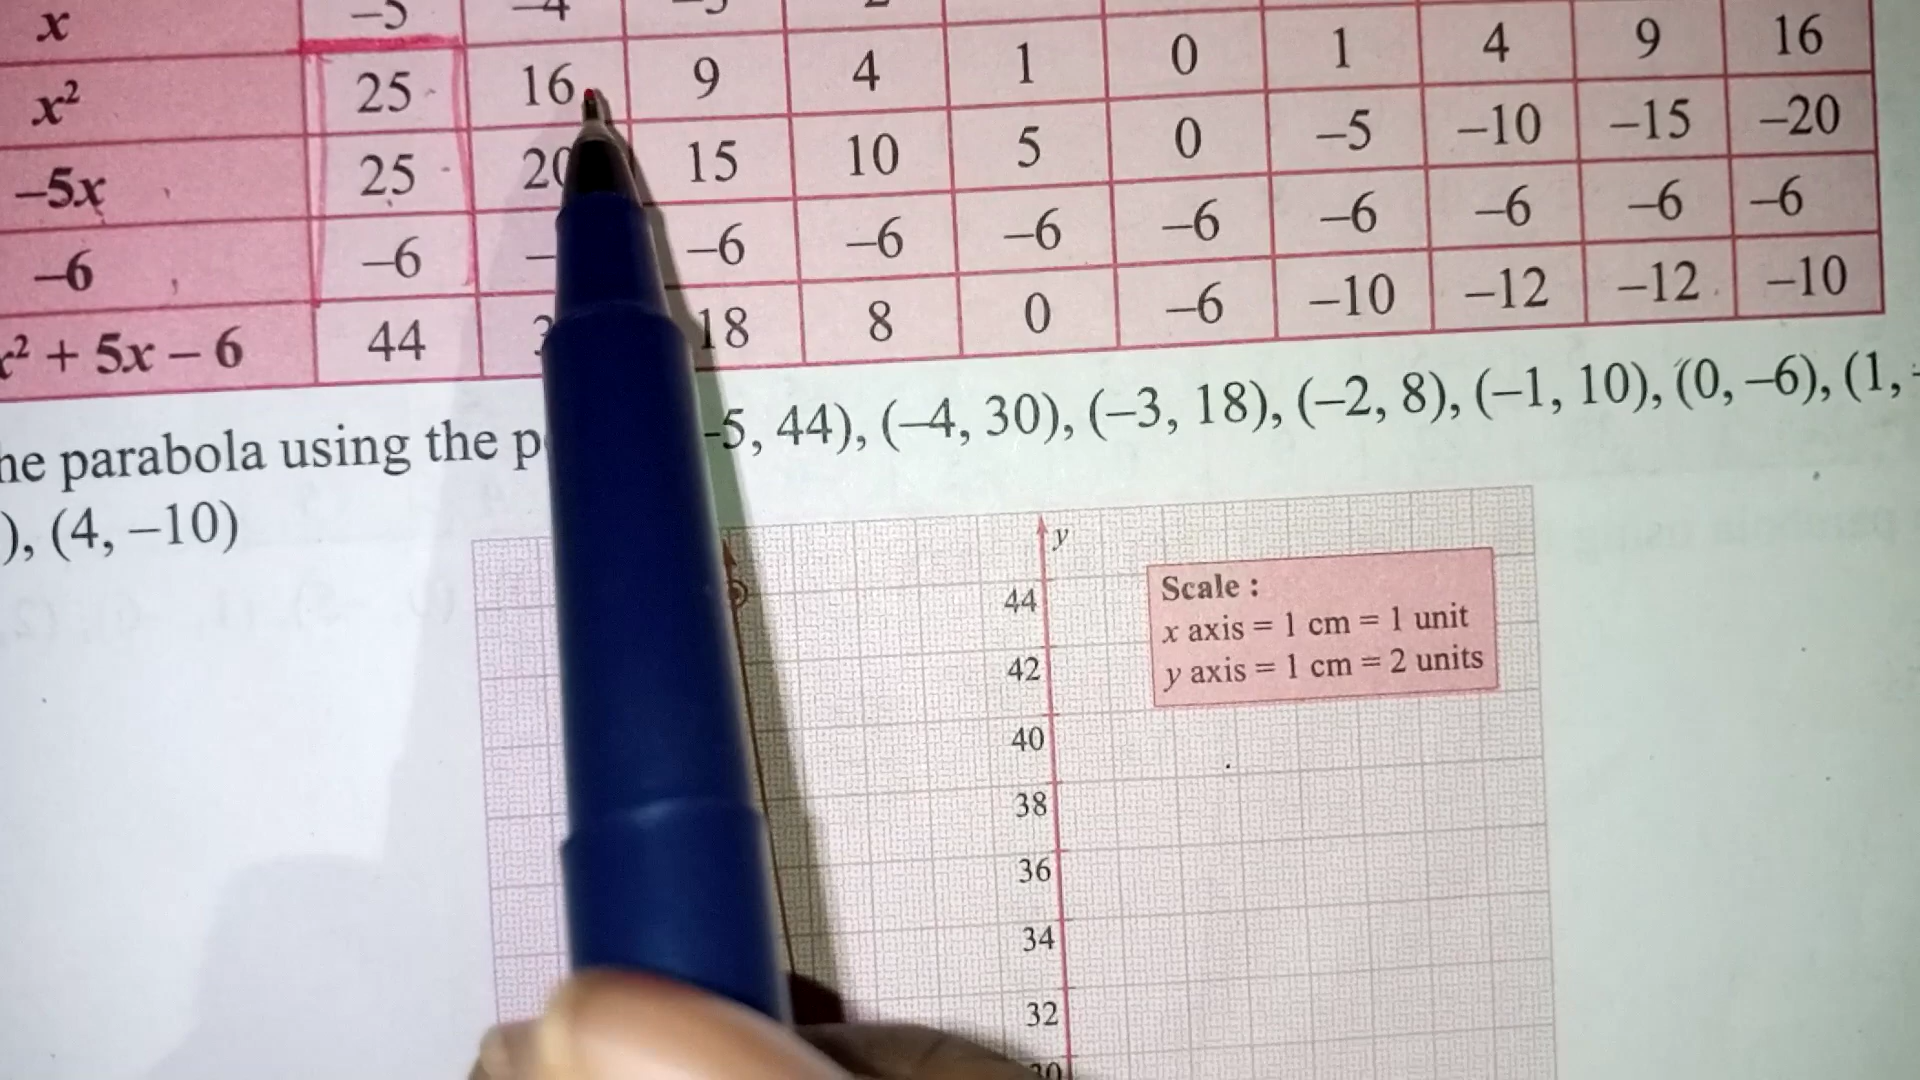 x −5 −4
x² 25 16 9 4 1 0 1 4 9 16
−5x 25 15 10 5 0 −5 −10 −15 −20
−6 −6 −6 −6 −6 −6 −6 −6 −6 −6
x² + 5x − 6 44 18 8 0 −6 −10 −12 −12 −10
parabola using the −5, 44), (−4, 30), (−3, 18), (−2, 8), (−1, 10), (0, −6), (1,
), (4, −10)
y
Scale :
x axis = 1 cm = 1 unit
y axis = 1 cm = 2 units
44
42
40
38
36
34
32